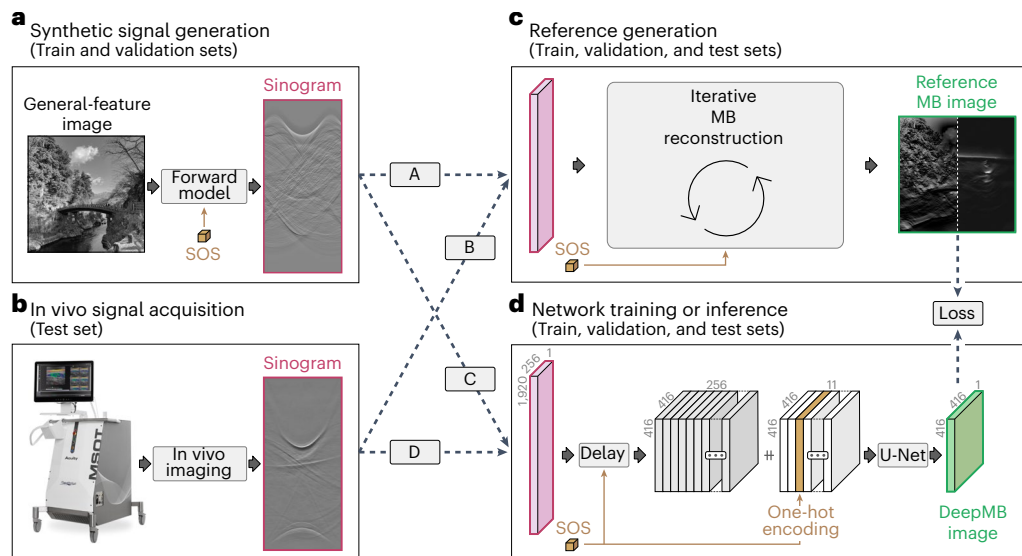 a Synthetic signal generation
(Train and validation sets)
General-feature
image
Forward
model
SOS
Sinogram
b In vivo signal acquisition
(Test set)
MSOT
In vivo
imaging
Sinogram
A
B
C
D
c Reference generation
(Train, validation, and test sets)
SOS
Iterative
MB
reconstruction
Reference
MB image
Loss
d Network training or inference
(Train, validation, and test sets)
1,920
256
1
SOS
Delay
416
416
256
⧺
416
416
11
One-hot
encoding
U-Net
416
416
1
DeepMB
image